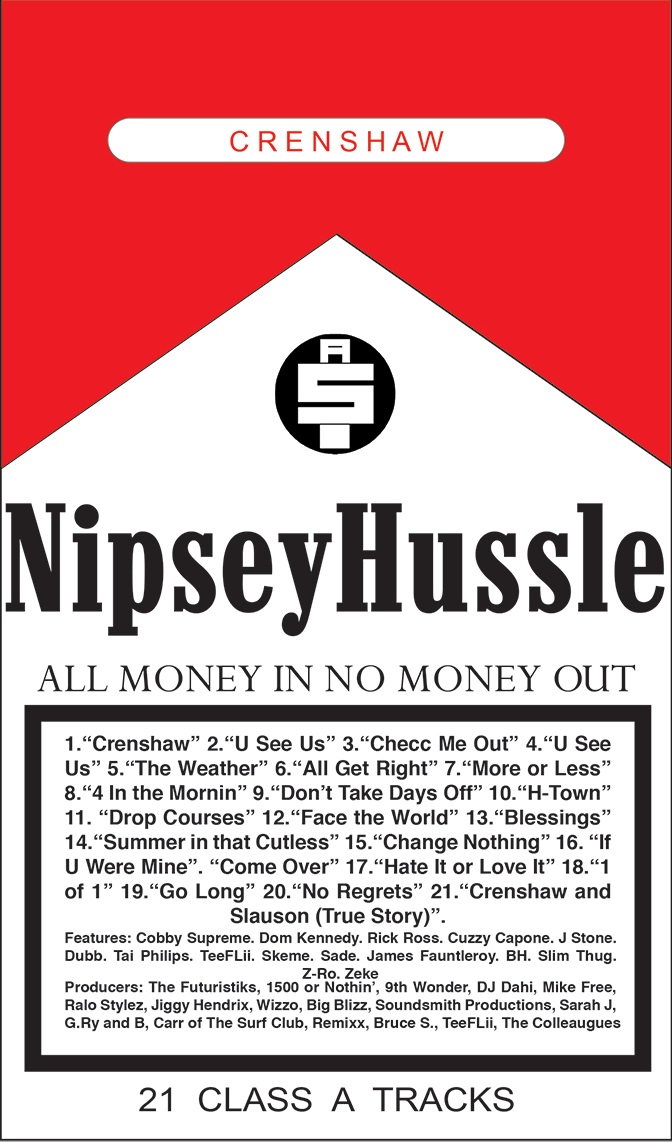 CRENSHAW
A
S
I
NipseyHussle
ALL MONEY IN NO MONEY OUT
1.“Crenshaw” 2.“U See Us” 3.“Checc Me Out” 4.“U See
Us” 5.“The Weather” 6.“All Get Right” 7.“More or Less”
8.“4 In the Mornin” 9.“Don’t Take Days Off” 10.“H-Town”
11. “Drop Courses” 12.“Face the World” 13.“Blessings”
14.“Summer in that Cutless” 15.“Change Nothing” 16. “If
U Were Mine”. “Come Over” 17.“Hate It or Love It” 18.“1
of 1” 19.“Go Long” 20.“No Regrets” 21.“Crenshaw and
Slauson (True Story)”.
Features: Cobby Supreme. Dom Kennedy. Rick Ross. Cuzzy Capone. J Stone.
Dubb. Tai Philips. TeeFLii. Skeme. Sade. James Fauntleroy. BH. Slim Thug.
Z-Ro. Zeke
Producers: The Futuristiks, 1500 or Nothin’, 9th Wonder, DJ Dahi, Mike Free,
Ralo Stylez, Jiggy Hendrix, Wizzo, Big Blizz, Soundsmith Productions, Sarah J,
G.Ry and B, Carr of The Surf Club, Remixx, Bruce S., TeeFLii, The Colleaugues
21 CLASS A TRACKS